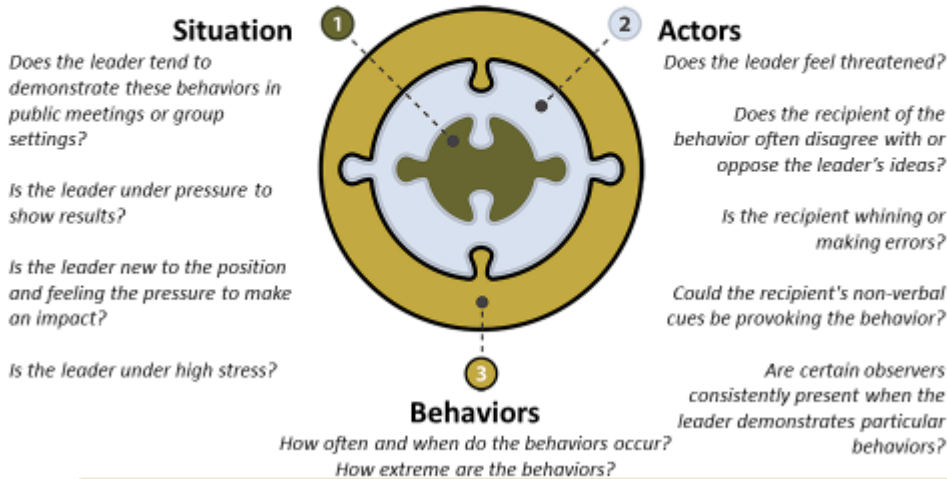 Situation
1
Does the leader tend to
demonstrate these behaviors in
public meetings or group
settings?
Is the leader under pressure to
show results?
Is the leader new to the position
and feeling the pressure to make
an impact?
Is the leader under high stress?
2
Actors
Does the leader feel threatened?
Does the recipient of the
behavior often disagree with or
oppose the leader's ideas?
Is the recipient whining or
making errors?
Could the recipient's non-verbal
cues be provoking the behavior?
Are certain observers
consistently present when the
leader demonstrates particular
behaviors?
3
Behaviors
How often and when do the behaviors occur?
How extreme are the behaviors?